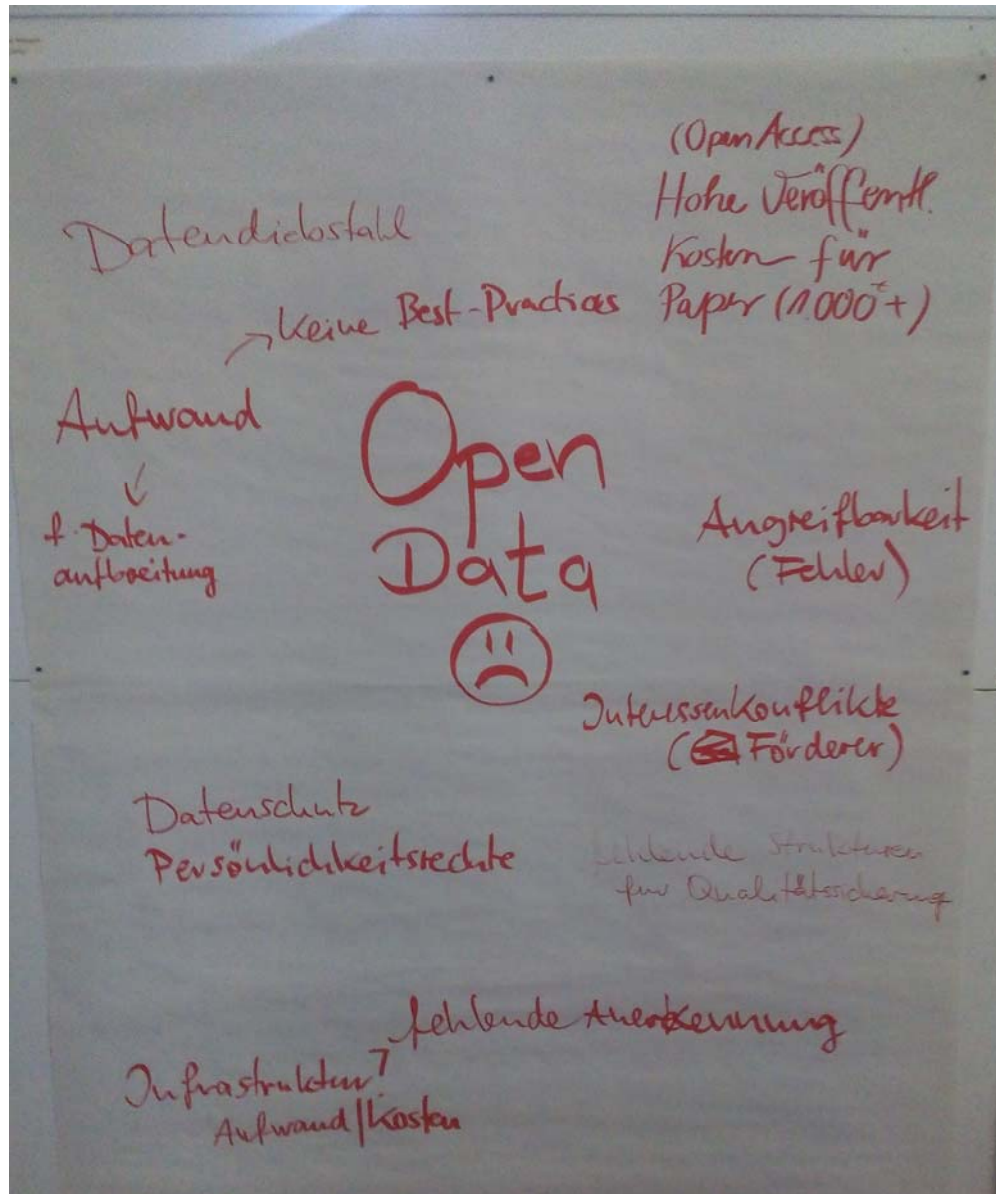 (Open Access)
Hohe Veröffentl.
Kosten für
Paper (1.000€+)
Datendiebstahl
Keine Best-Practices
Aufwand
f. Daten-
aufbereitung
Open
Data
Angreifbarkeit
(Fehler)
Interessenkonflikte
(Förderer)
Datenschutz
Persönlichkeitsrechte
fehlende Strukturen
für Qualitätssicherung
fehlende Anerkennung
Infrastruktur?
Aufwand/Kosten